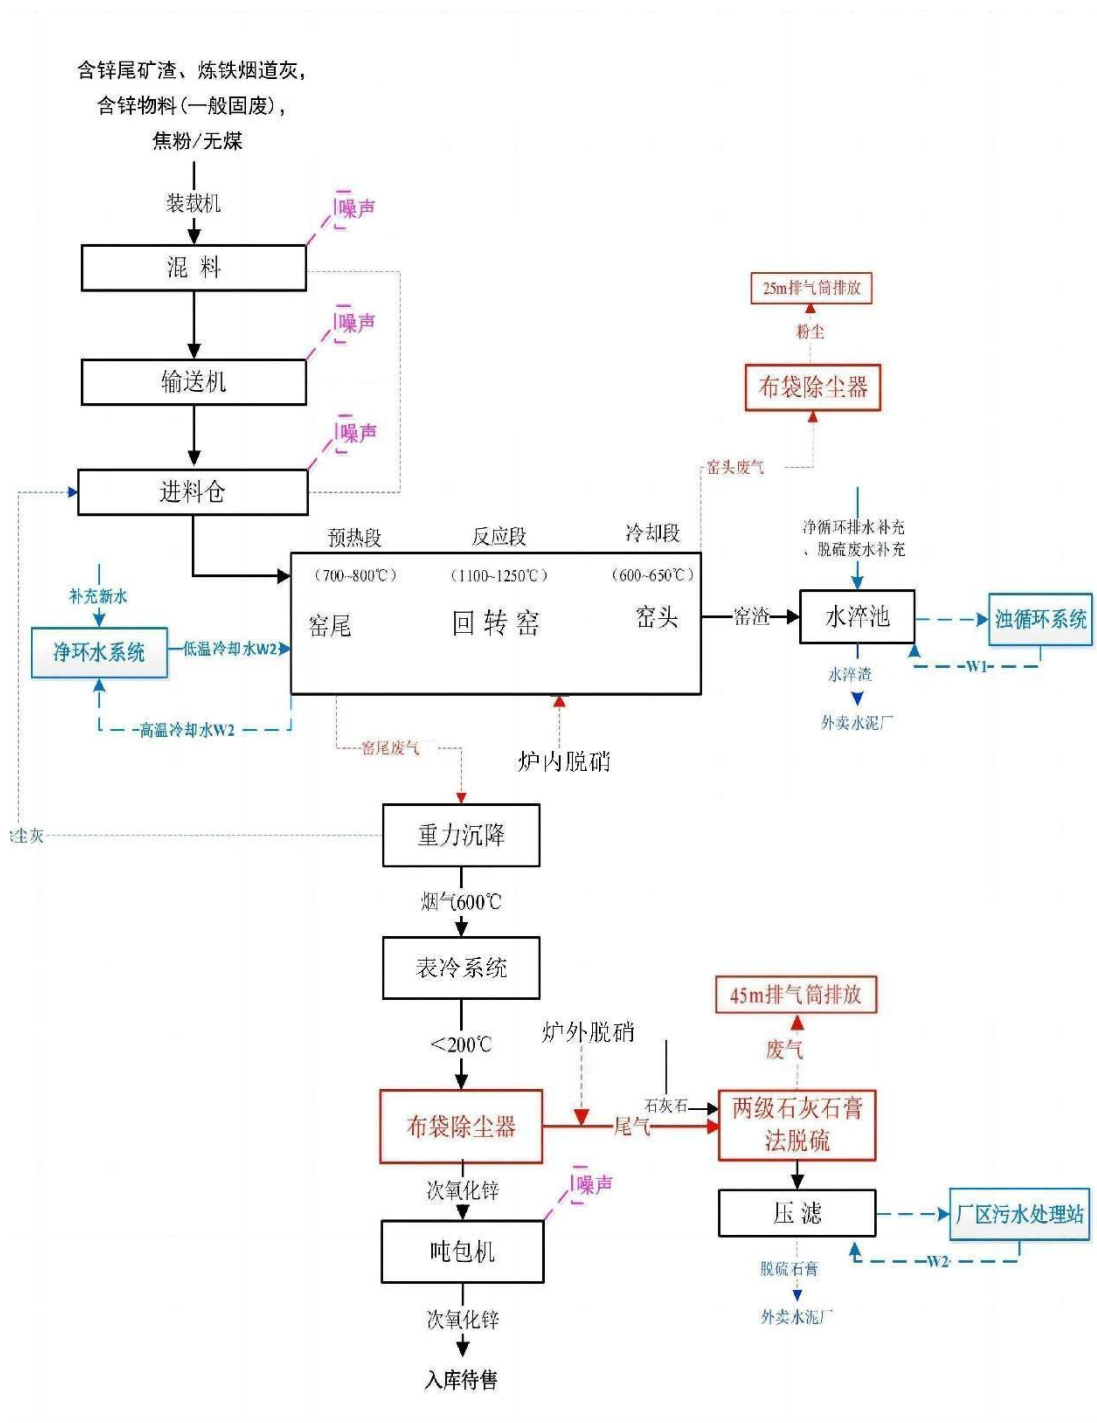 含锌尾矿渣、炼铁烟道灰，
含锌物料(一般固废)，
焦粉/无煤
装载机
噪声
混 料
25m排气筒排放
粉尘
噪声
输送机
布袋除尘器
噪声
窑头废气
进料仓
净循环排水补充
、脱硫废水补充
预热段
反应段
冷却段
(700~800℃)
(1100~1250℃)
(600~650℃)
补充新水
窑尾
回 转 窑
窑头
窑渣
水淬池
浊循环系统
净环水系统
低温冷却水W2
W1
水淬渣
外卖水泥厂
高温冷却水W2
窑尾废气
炉内脱硝
重力沉降
尘灰
烟气600℃
表冷系统
45m排气筒排放
<200℃
炉外脱硝
废气
石灰石
布袋除尘器
尾气
两级石灰石膏
法脱硫
次氧化锌
噪声
压 滤
厂区污水处理站
吨包机
W2
脱硫石膏
外卖水泥厂
次氧化锌
入库待售